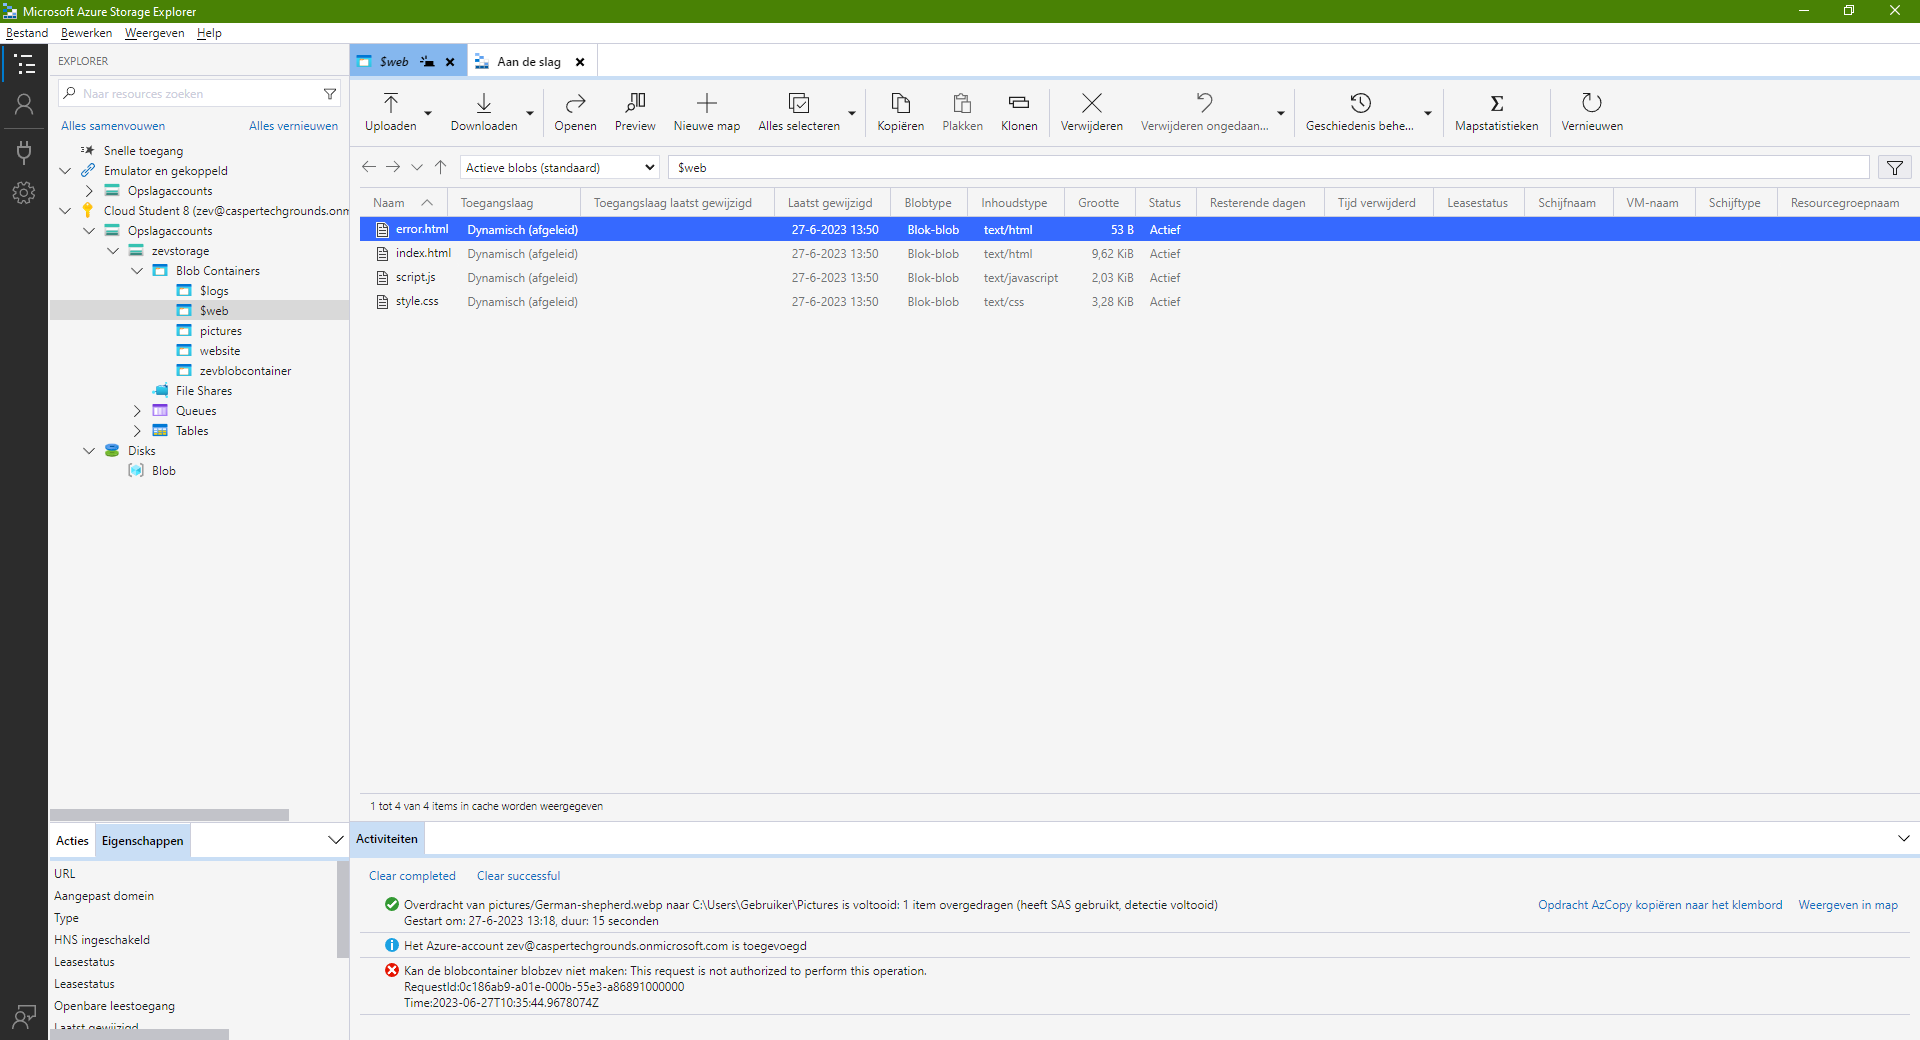 Microsoft Azure Storage Explorer
Bestand Bewerken Weergeven Help
EXPLORER
Naar resources zoeken
Alles samenvouwen Alles vernieuwen
Snelle toegang
Emulator en gekoppeld
Opslagaccounts
Cloud Student 8 (zev@caspertechgrounds.onm
Opslagaccounts
zevstorage
Blob Containers
$logs
$web
pictures
website
zevblobcontainer
File Shares
Queues
Tables
Disks
Blob
Acties Eigenschappen
URL
Aangepast domein
Type
HNS ingeschakeld
Leasestatus
Leasestatus
Openbare leestoegang
Laatst gewijzigd
$web Aan de slag
Uploaden Downloaden Openen Preview Nieuwe map Alles selecteren Kopiëren Plakken Klonen Verwijderen Verwijderen ongedaan... Geschiedenis behe... Mapstatistieken Vernieuwen
Actieve blobs (standaard) $web
Naam Toegangslaag Toegangslaag laatst gewijzigd Laatst gewijzigd Blobtype Inhoudstype Grootte Status Resterende dagen Tijd verwijderd Leasestatus Schijfnaam VM-naam Schijftype Resourcegroepnaam
error.html Dynamisch (afgeleid) 27-6-2023 13:50 Blok-blob text/html 53 B Actief
index.html Dynamisch (afgeleid) 27-6-2023 13:50 Blok-blob text/html 9,62 KiB Actief
script.js Dynamisch (afgeleid) 27-6-2023 13:50 Blok-blob text/javascript 2,03 KiB Actief
style.css Dynamisch (afgeleid) 27-6-2023 13:50 Blok-blob text/css 3,28 KiB Actief
1 tot 4 van 4 items in cache worden weergegeven
Activiteiten
Clear completed Clear successful
Overdracht van pictures/German-shepherd.webp naar C:\Users\Gebruiker\Pictures is voltooid: 1 item overgedragen (heeft SAS gebruikt, detectie voltooid) Opdracht AzCopy kopiëren naar het klembord Weergeven in map
Gestart om: 27-6-2023 13:18, duur: 15 seconden
Het Azure-account zev@caspertechgrounds.onmicrosoft.com is toegevoegd
Kan de blobcontainer blobzev niet maken: This request is not authorized to perform this operation.
RequestId:0c186ab9-a01e-000b-55e3-a86891000000
Time:2023-06-27T10:35:44.9678074Z